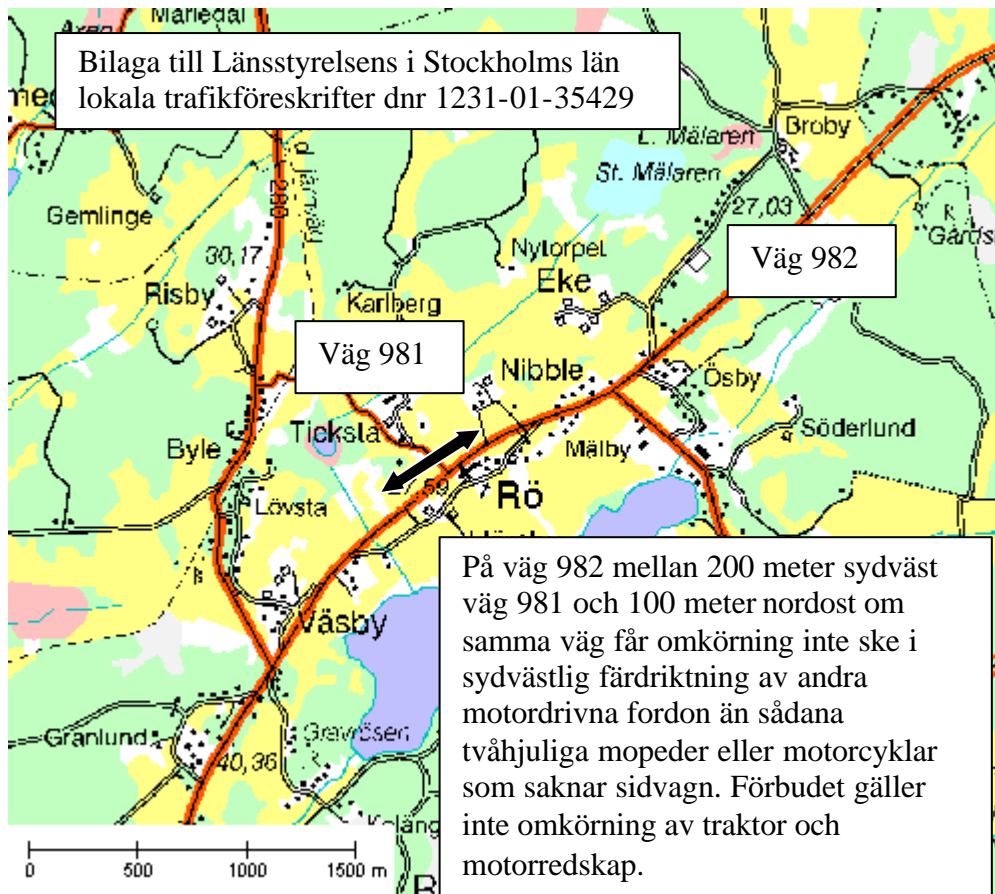 Mariedal
Bilaga till Länsstyrelsens i Stockholms län
lokala trafikföreskrifter dnr 1231-01-35429
Broby
L. Mälaren
St. Mälaren
27,03
Gemlinge
280
Nytorpet
Eke
Väg 982
30,17
Risby
Karlberg
Väg 981
Nibble
Ösby
Ticksta
Byle
Mälby
Söderlund
Rö
Lövsta
Väsby
På väg 982 mellan 200 meter sydväst
väg 981 och 100 meter nordost om
samma väg får omkörning inte ske i
sydvästlig färdriktning av andra
motordrivna fordon än sådana
tvåhjuliga mopeder eller motorcyklar
som saknar sidvagn. Förbudet gäller
inte omkörning av traktor och
motorredskap.
Granlund
40,36
0 500 1000 1500 m